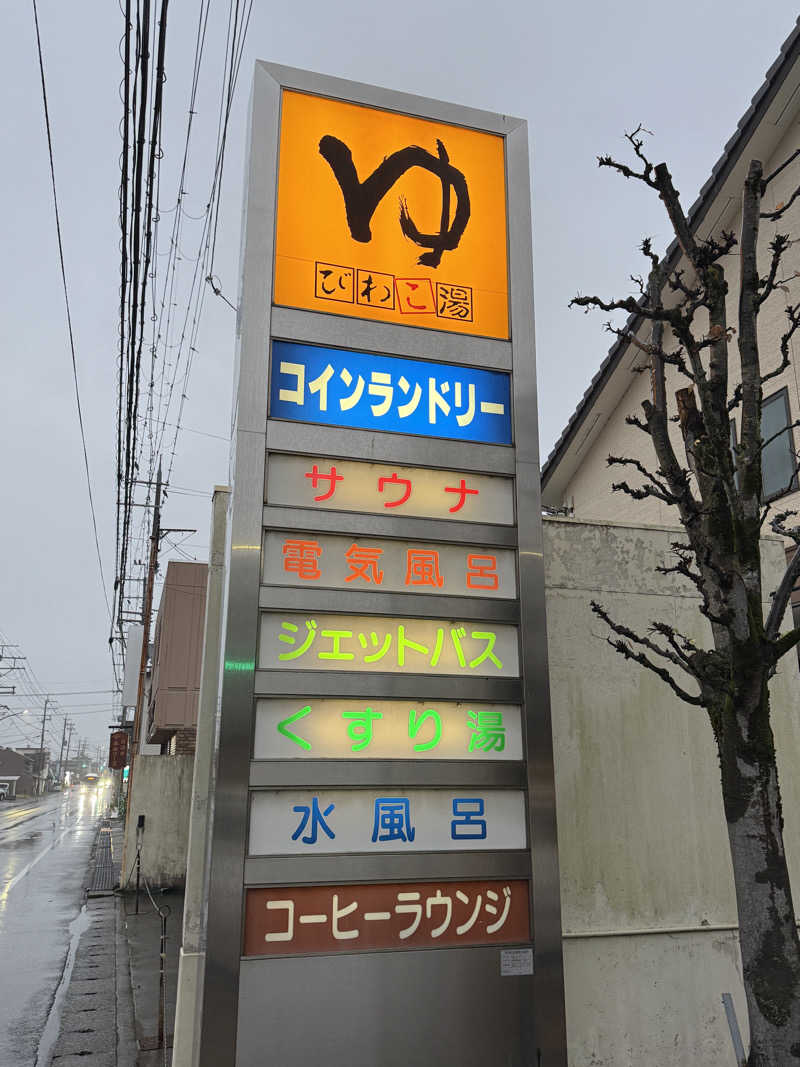 ゆ
びわこ湯
コインランドリー
サウナ
電気風呂
ジェットバス
くすり湯
水風呂
コーヒーラウンジ